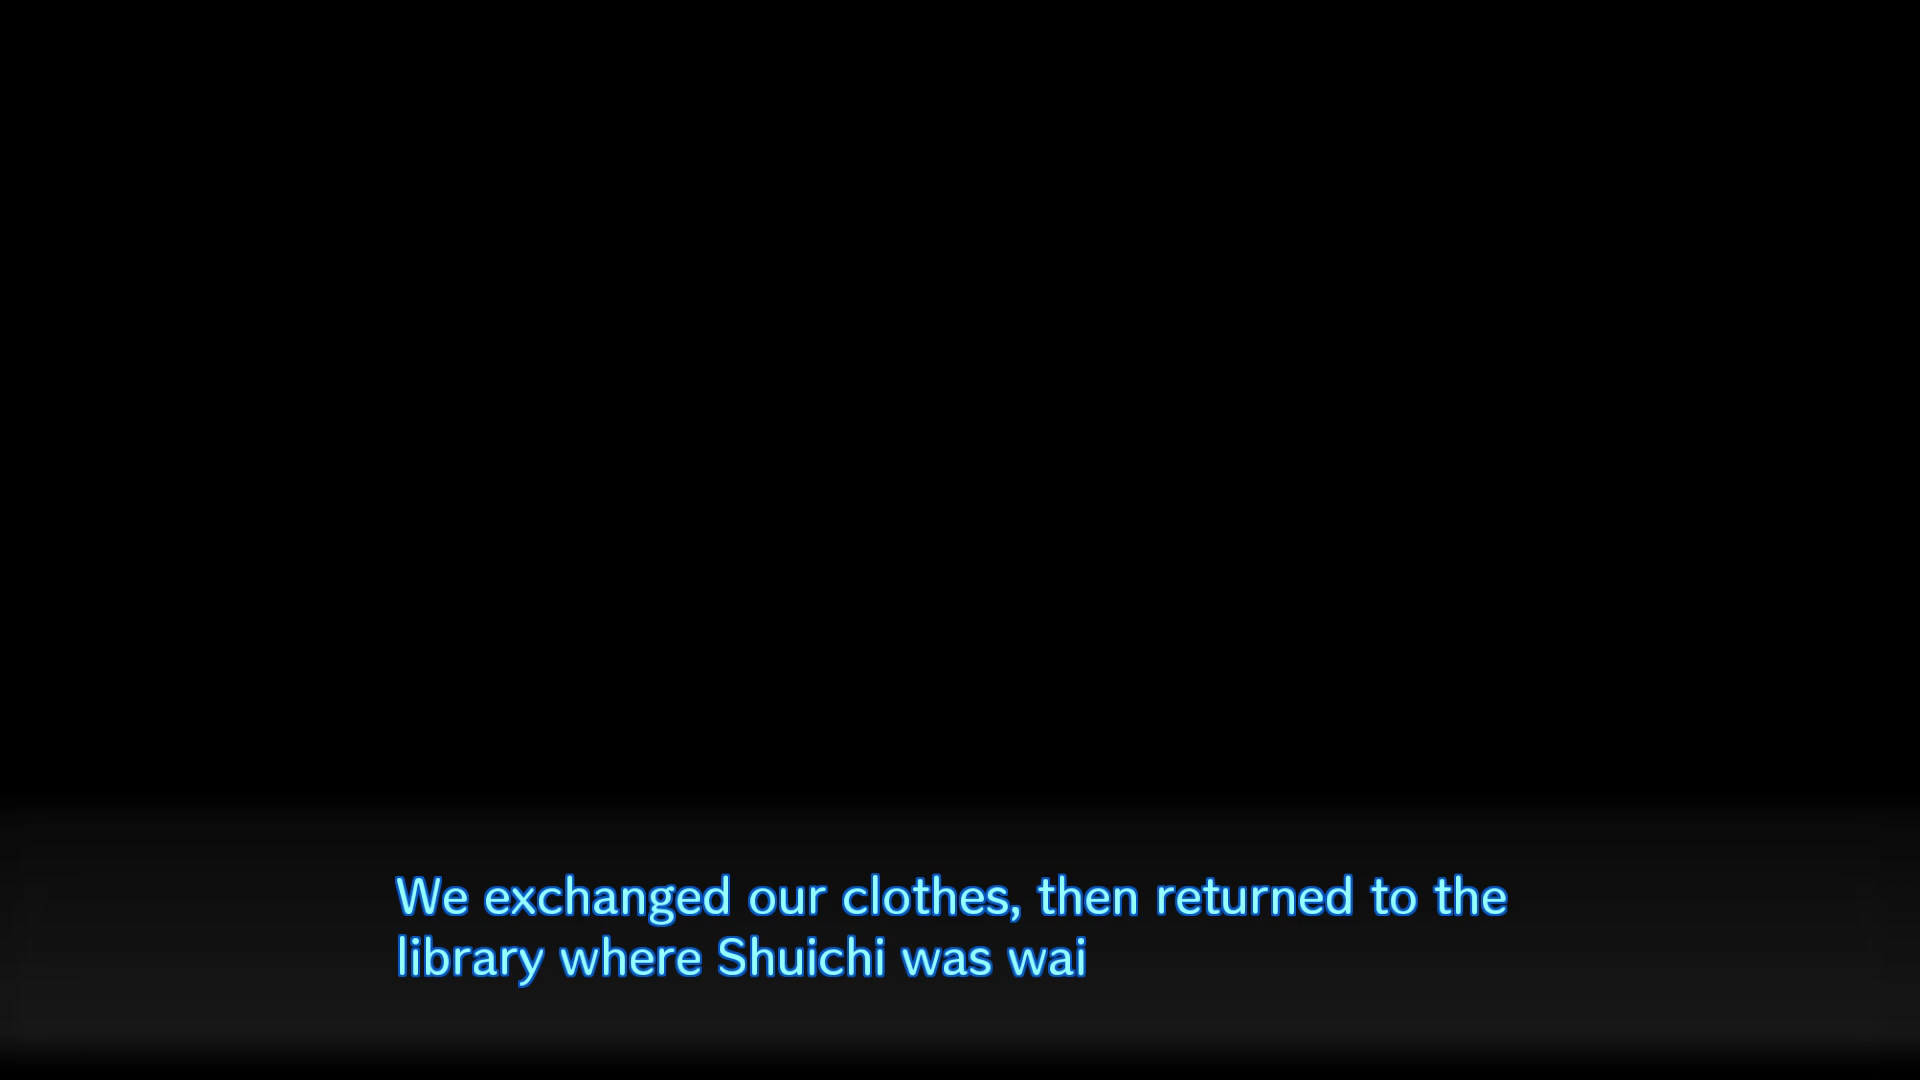 We exchanged our clothes, then returned to the
library where Shuichi was wai